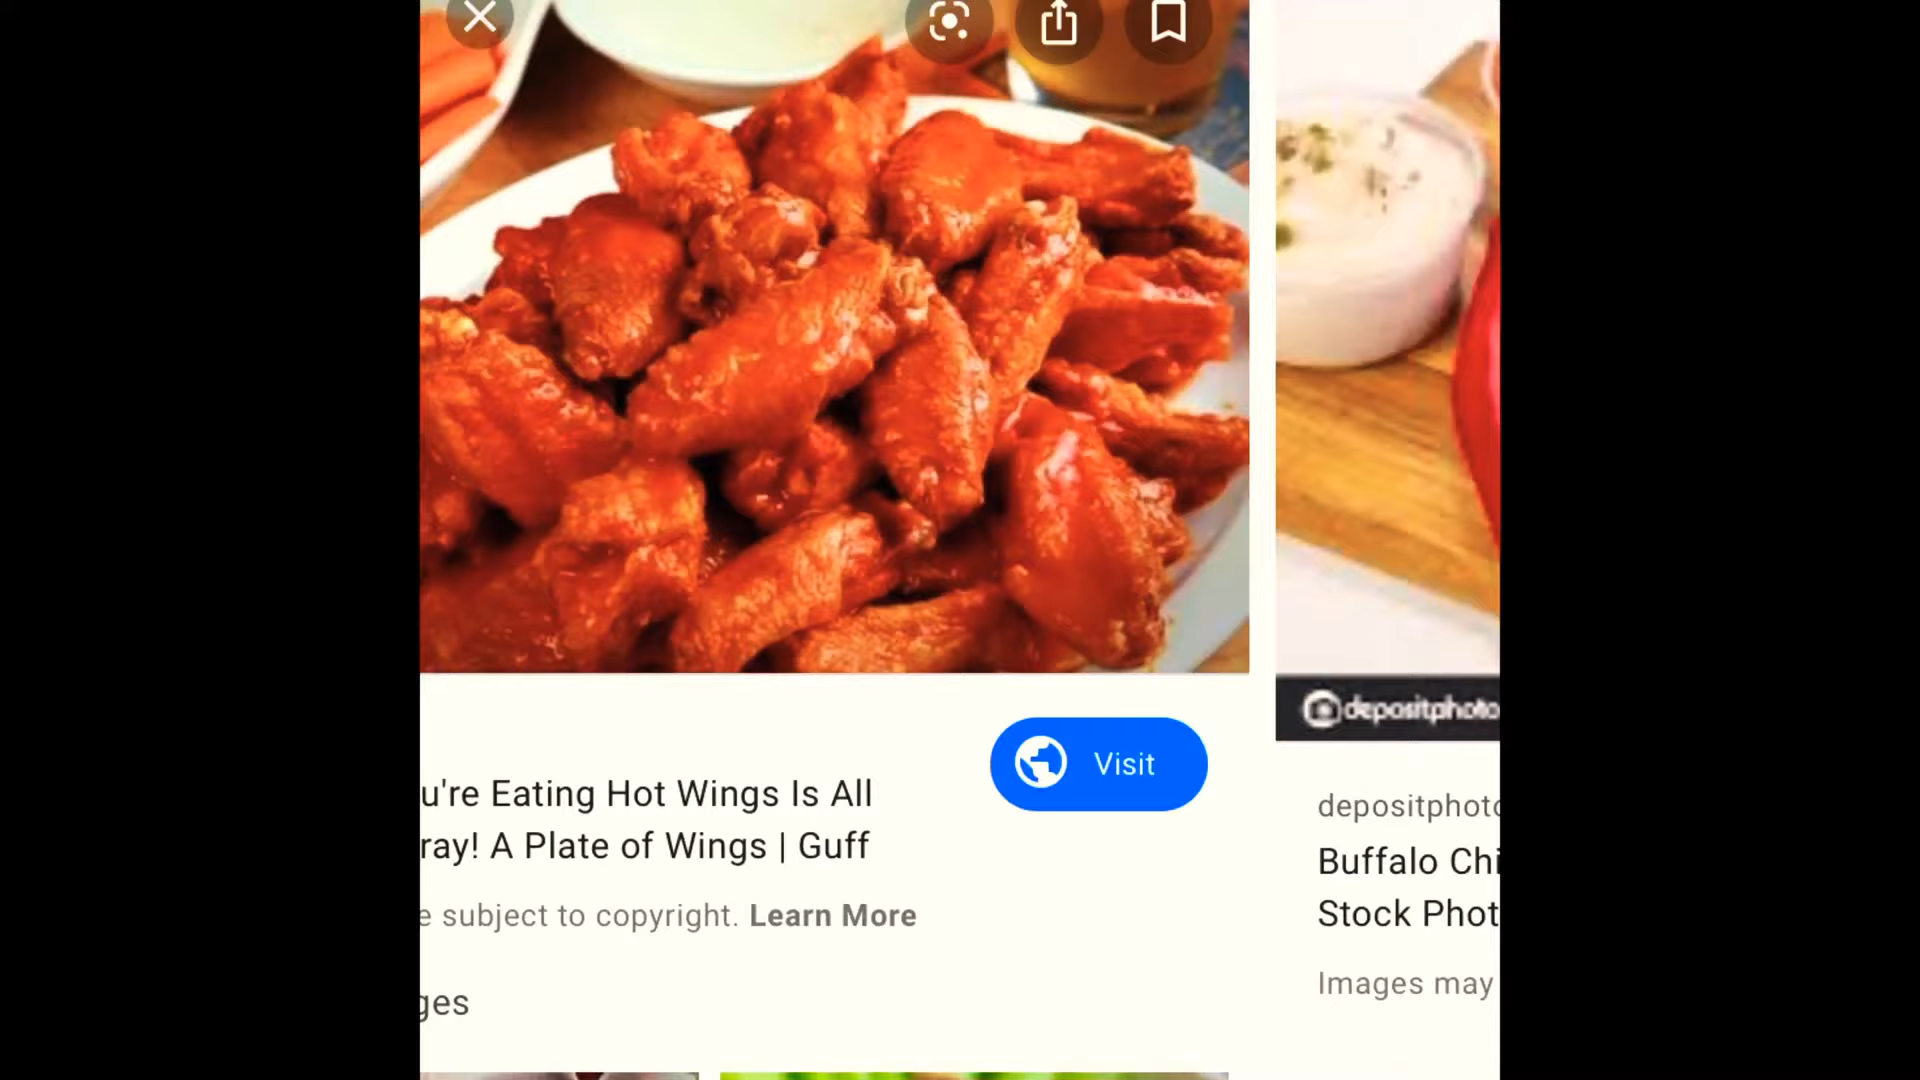 Visit
u're Eating Hot Wings Is All
ray! A Plate of Wings | Guff
e subject to copyright. Learn More
ges
depositphoto
depositphoto
Buffalo Chi
Stock Phot
Images may